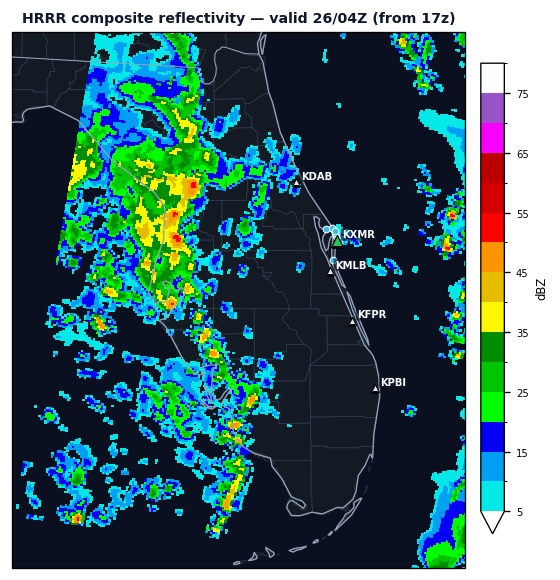 HRRR composite reflectivity — valid 26/04Z (from 17z)
KDAB
KXMR
KMLB
KFPR
KPBI
75
65
55
45
35
25
15
5
dBZ